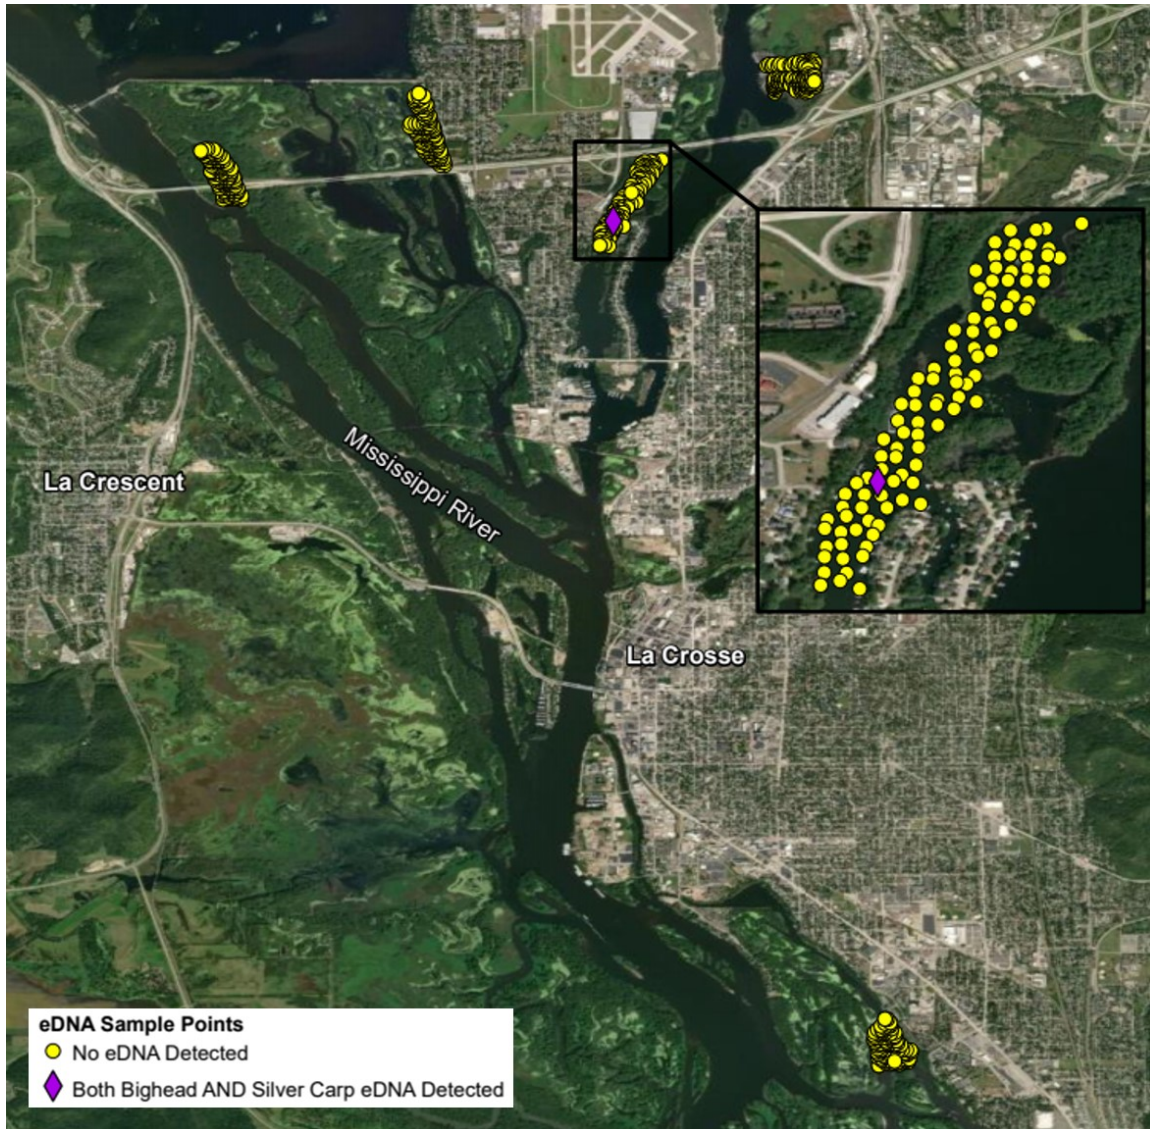 La Crescent
Mississippi River
La Crosse
eDNA Sample Points
No eDNA Detected
Both Bighead AND Silver Carp eDNA Detected